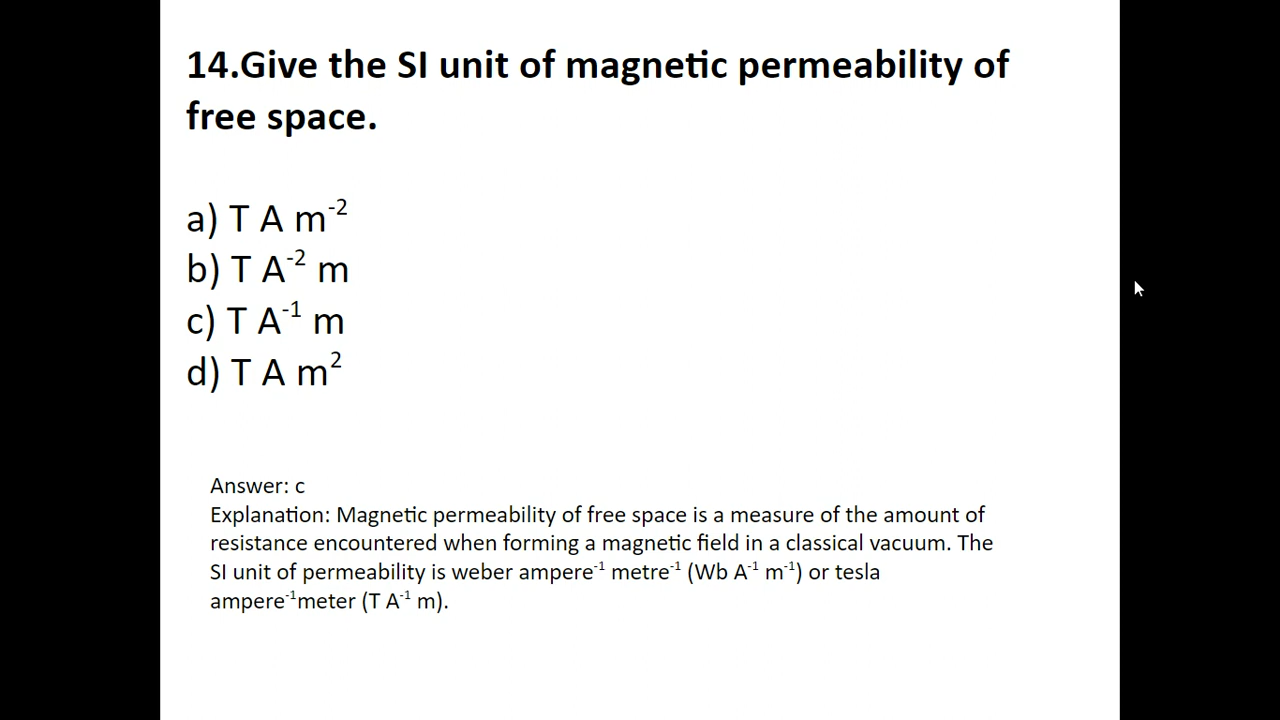 14.Give the SI unit of magnetic permeability of
free space.
a) T A m⁻²
b) T A⁻² m
c) T A⁻¹ m
d) T A m²
Answer: c
Explanation: Magnetic permeability of free space is a measure of the amount of
resistance encountered when forming a magnetic field in a classical vacuum. The
SI unit of permeability is weber ampere⁻¹ metre⁻¹ (Wb A⁻¹ m⁻¹) or tesla
ampere⁻¹meter (T A⁻¹ m).